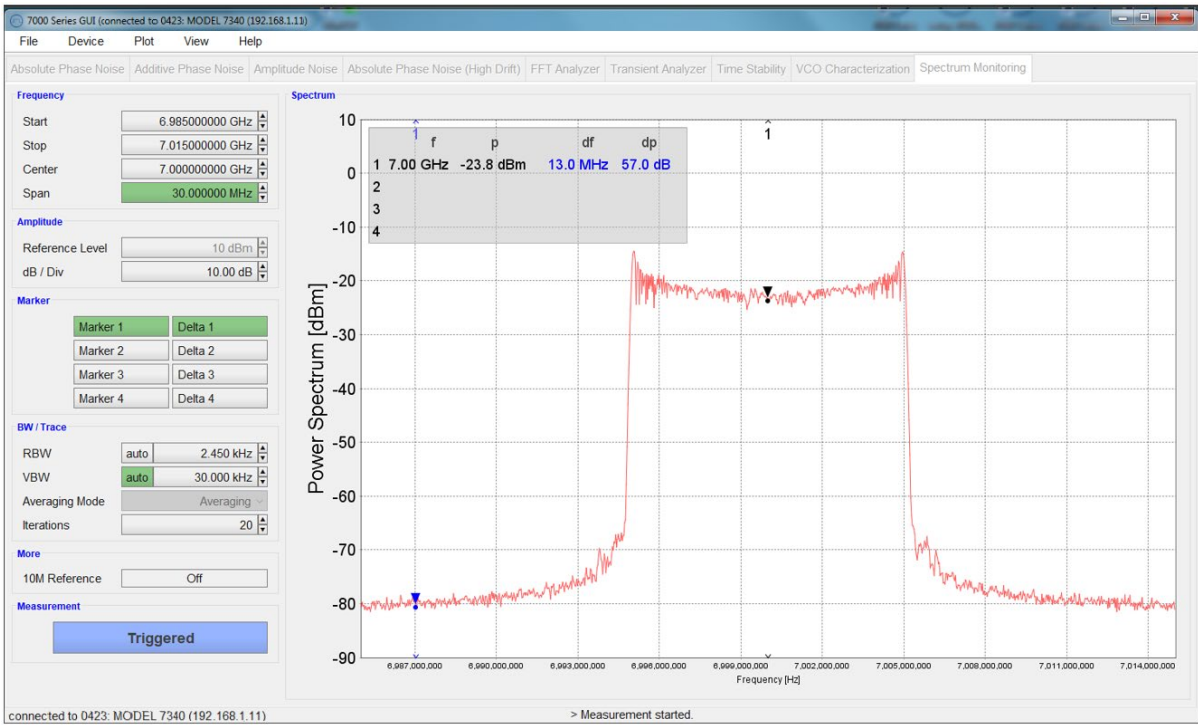 7000 Series GUI (connected to 0423: MODEL 7340 (192.168.1.11))
File Device Plot View Help
Absolute Phase Noise Additive Phase Noise Amplitude Noise Absolute Phase Noise (High Drift) FFT Analyzer Transient Analyzer Time Stability VCO Characterization Spectrum Monitoring
Frequency
Start 6.985000000 GHz
Stop 7.015000000 GHz
Center 7.000000000 GHz
Span 30.000000 MHz
Amplitude
Reference Level 10 dBm
dB / Div 10.00 dB
Marker
Marker 1 Delta 1
Marker 2 Delta 2
Marker 3 Delta 3
Marker 4 Delta 4
BW / Trace
RBW auto 2.450 kHz
VBW auto 30.000 kHz
Averaging Mode Averaging
Iterations 20
More
10M Reference Off
Measurement
Triggered
Spectrum
Power Spectrum [dBm]
10
0
-10
-20
-30
-40
-50
-60
-70
-80
-90
1 1
f p df dp
1 7.00 GHz -23.8 dBm 13.0 MHz 57.0 dB
2
3
4
6,987,000,000 6,990,000,000 6,993,000,000 6,996,000,000 6,999,000,000 7,002,000,000 7,005,000,000 7,008,000,000 7,011,000,000 7,014,000,000
Frequency [Hz]
connected to 0423: MODEL 7340 (192.168.1.11) > Measurement started.